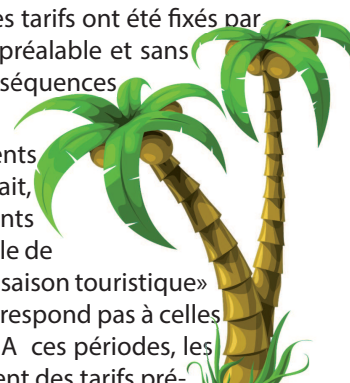 es tarifs ont été fixés par
préalable et sans
séquences
ents
ait,
nts
le de
saison touristique»
respond pas à celles
A ces périodes, les
ent des tarifs pré-